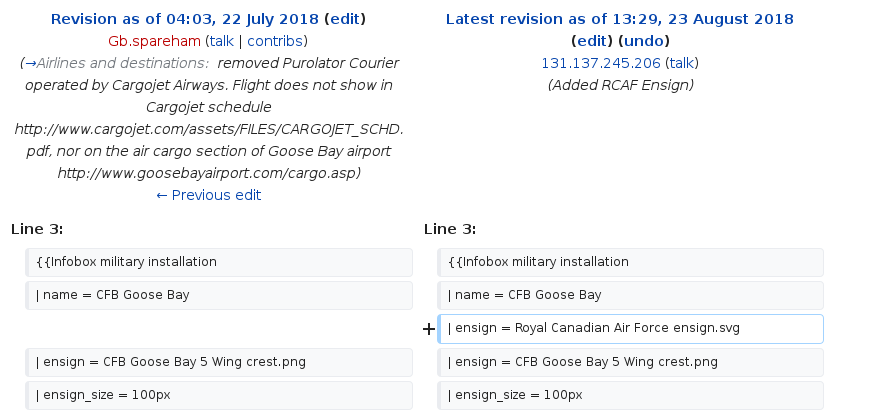 Revision as of 04:03, 22 July 2018 (edit)
Gb.spareham (talk | contribs)
(→Airlines and destinations: removed Purolator Courier
operated by Cargojet Airways. Flight does not show in
Cargojet schedule
http://www.cargojet.com/assets/FILES/CARGOJET_SCHD.
pdf, nor on the air cargo section of Goose Bay airport
http://www.goosebayairport.com/cargo.asp)
← Previous edit
Latest revision as of 13:29, 23 August 2018
(edit) (undo)
131.137.245.206 (talk)
(Added RCAF Ensign)
Line 3:
Line 3:
{{Infobox military installation
{{Infobox military installation
| name = CFB Goose Bay
| name = CFB Goose Bay
+ | ensign = Royal Canadian Air Force ensign.svg
| ensign = CFB Goose Bay 5 Wing crest.png
| ensign = CFB Goose Bay 5 Wing crest.png
| ensign_size = 100px
| ensign_size = 100px